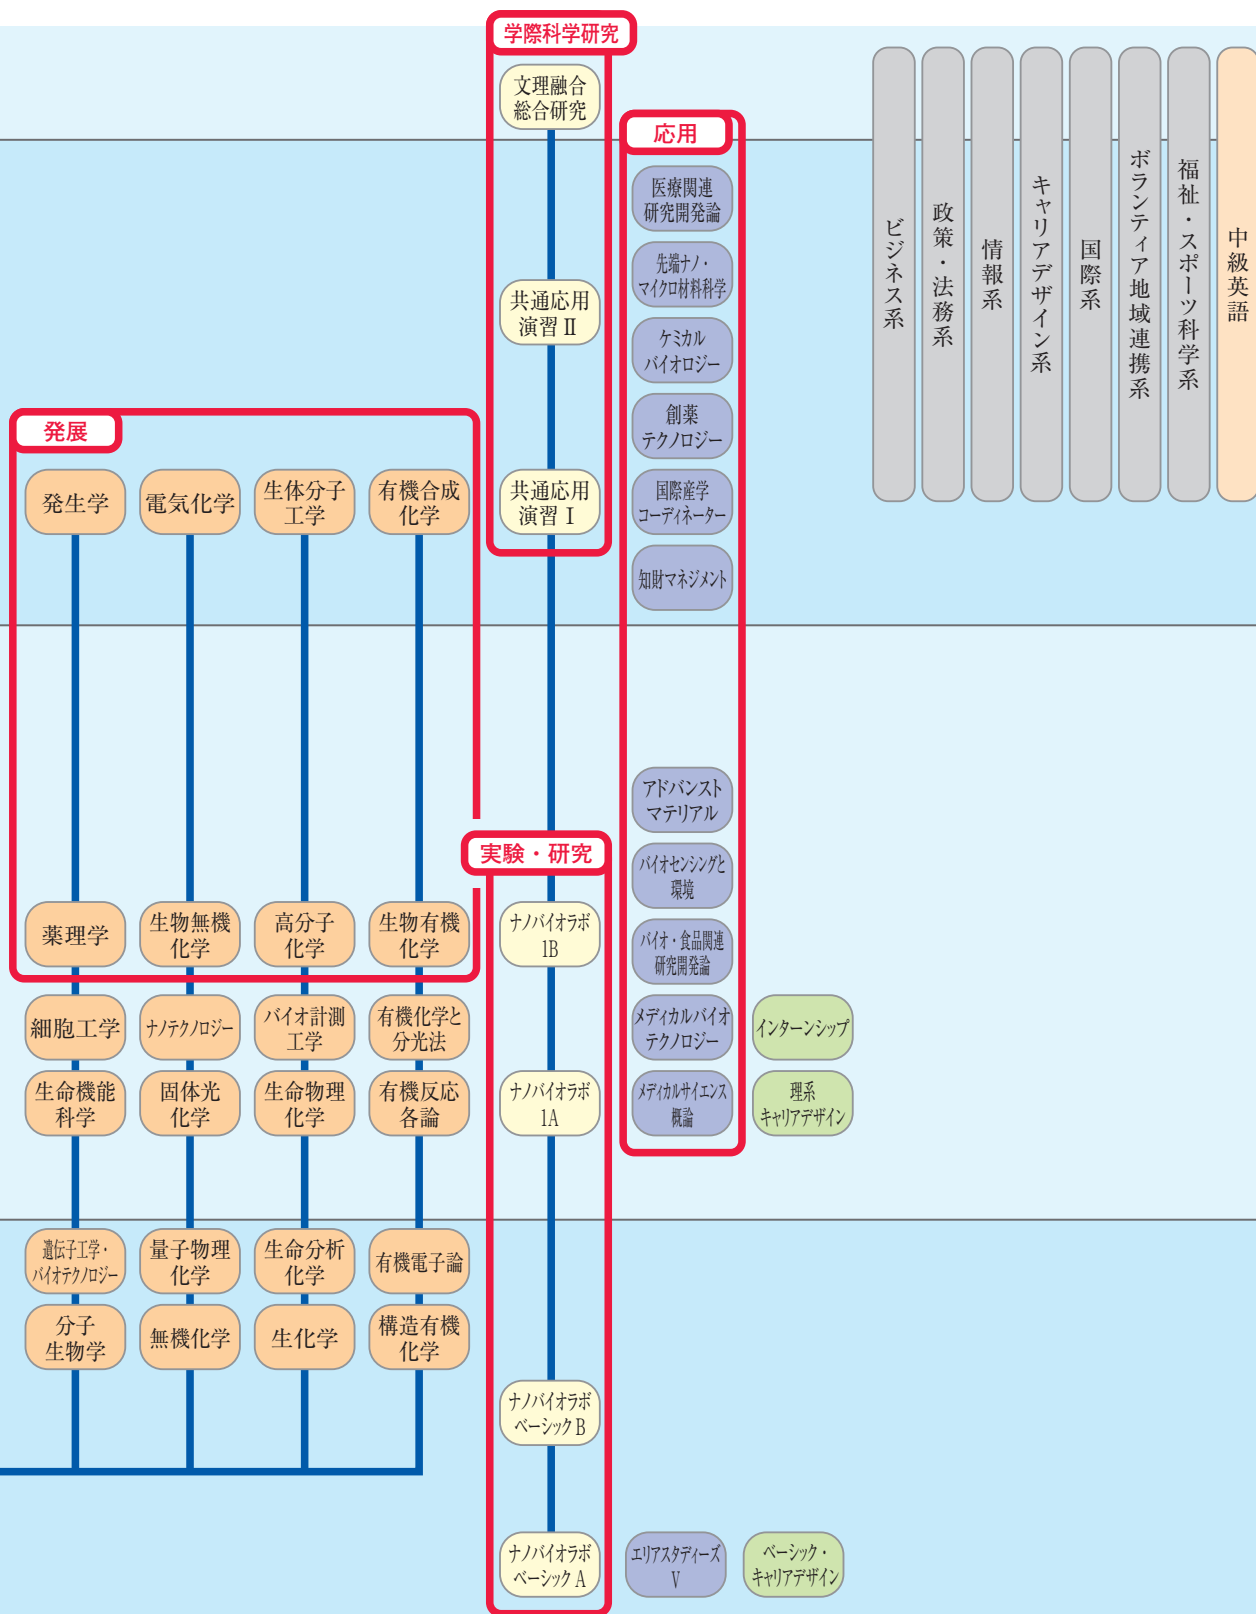 学際科学研究
文理融合
総合研究
応用
医療関連
研究開発論
先端ナノ・
マイクロ材料科学
共通応用
演習 II
ケミカル
バイオロジー
創薬
テクノロジー
共通応用
演習 I
国際産学
コーディネーター
知財マネジメント
ビジネス系
政策・法務系
情報系
キャリアデザイン系
国際系
ボランティア地域連携系
福祉・スポーツ科学系
中級英語
発展
発生学
電気化学
生体分子
工学
有機合成
化学
アドバンスト
マテリアル
実験・研究
バイオセンシングと
環境
薬理学
生物無機
化学
高分子
化学
生物有機
化学
ナノバイオラボ
1B
バイオ・食品関連
研究開発論
細胞工学
ナノテクノロジー
バイオ計測
工学
有機化学と
分光法
メディカルバイオ
テクノロジー
インターンシップ
生命機能
科学
固体光
化学
生命物理
化学
有機反応
各論
ナノバイオラボ
1A
メディカルサイエンス
概論
理系
キャリアデザイン
遺伝子工学・
バイオテクノロジー
量子物理
化学
生命分析
化学
有機電子論
分子
生物学
無機化学
生化学
構造有機
化学
ナノバイオラボ
ベーシック B
ナノバイオラボ
ベーシック A
エリアスタディーズ
V
ベーシック・
キャリアデザイン